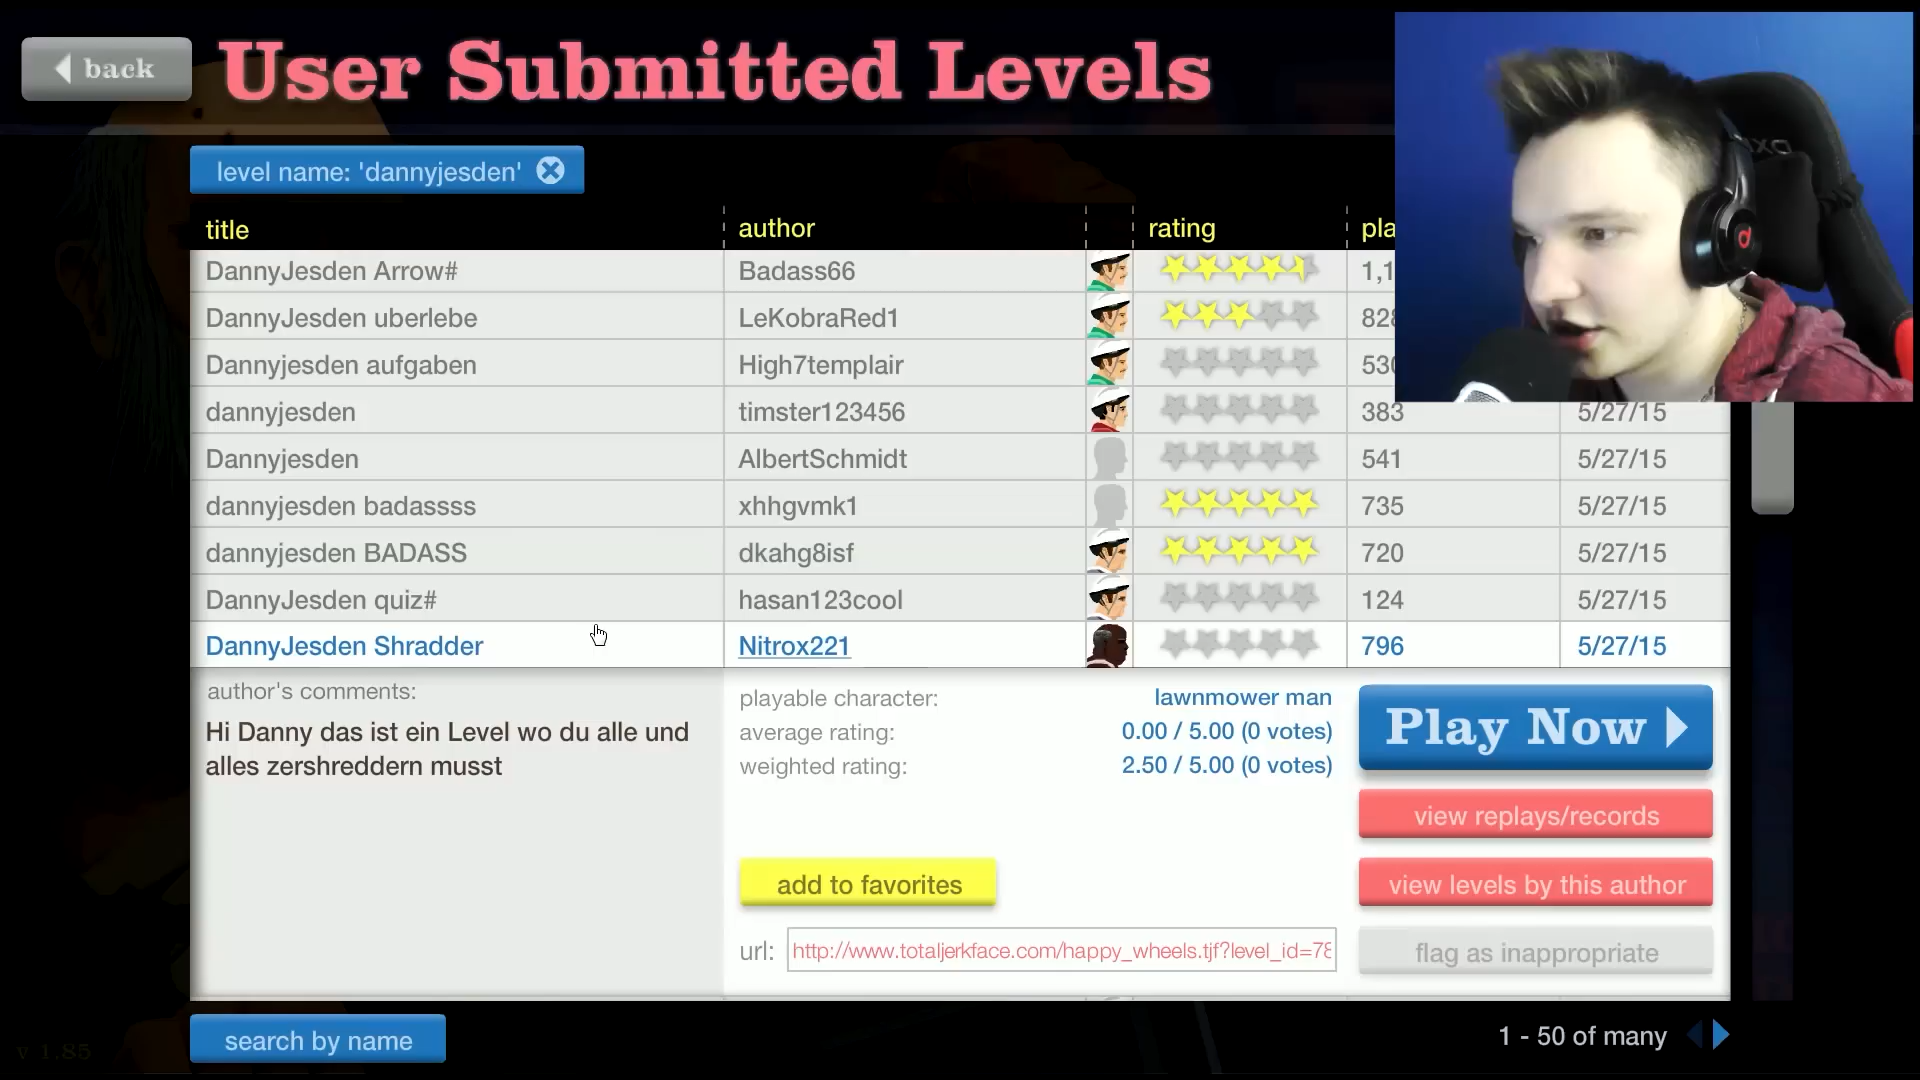 back
User Submitted Levels
level name: 'dannyjesden'
title author rating pla
DannyJesden Arrow# Badass66 1,1
DannyJesden uberlebe LeKobraRed1 828
Dannyjesden aufgaben High7templair 530
dannyjesden timster123456 383 5/27/15
Dannyjesden AlbertSchmidt 541 5/27/15
dannyjesden badassss xhhgvmk1 735 5/27/15
dannyjesden BADASS dkahg8isf 720 5/27/15
DannyJesden quiz# hasan123cool 124 5/27/15
DannyJesden Shradder Nitrox221 796 5/27/15
author's comments:
Hi Danny das ist ein Level wo du alle und
alles zershreddern musst
playable character: lawnmower man
average rating: 0.00 / 5.00 (0 votes)
weighted rating: 2.50 / 5.00 (0 votes)
Play Now
view replays/records
add to favorites
view levels by this author
url: http://www.totaljerkface.com/happy_wheels.tjf?level_id=78
flag as inappropriate
search by name
1 - 50 of many
v 1.85